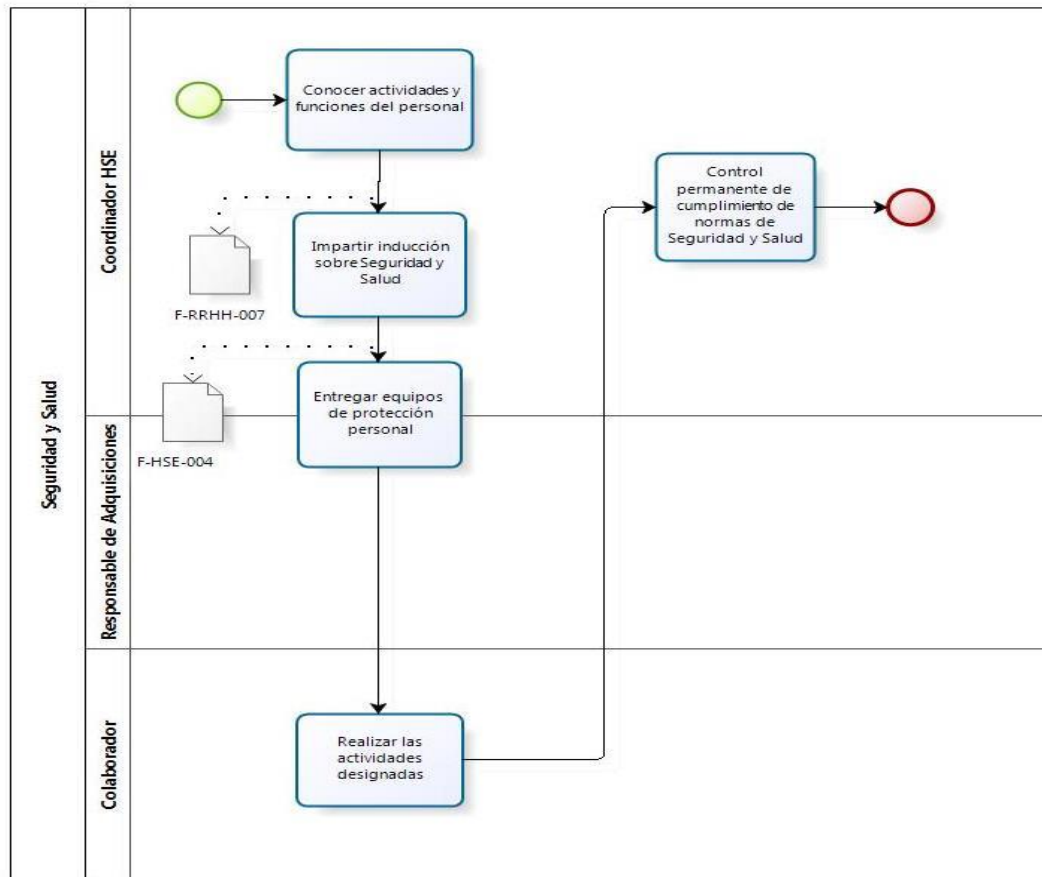 Seguridad y Salud
Coordinador HSE
Conocer actividades y
funciones del personal
F-RRHH-007
Impartir inducción
sobre Seguridad y
Salud
F-HSE-004
Entregar equipos
de protección
personal
Control
permanente de
cumplimiento de
normas de
Seguridad y Salud
Responsable de Adquisiciones
Colaborador
Realizar las
actividades
designadas